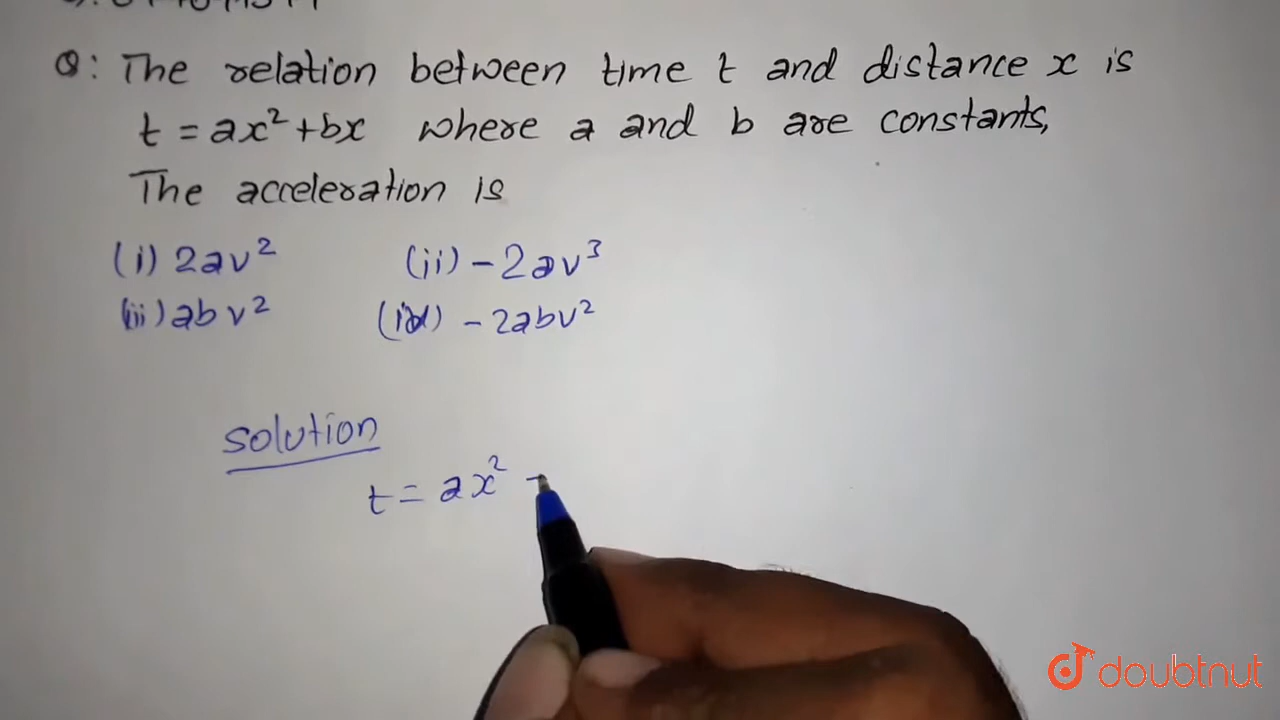 Q: The relation between time t and distance x is
t = ax²+bx where a and b are constants,
The acceleration is
(i) 2av² (ii) -2av³
(iii) abv² (iv) -2abv²
Solution
t = ax²
doubtnut